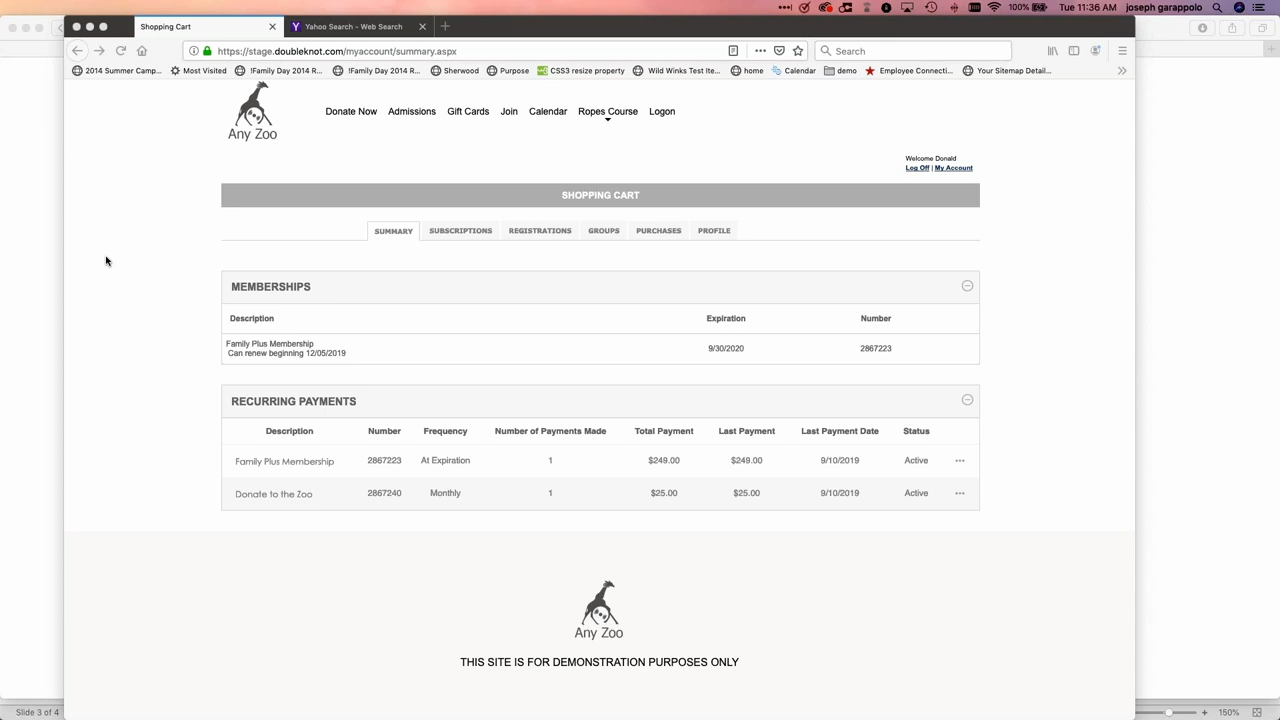 100% Tue 11:36 AM joseph garappolo
Shopping Cart
Yahoo Search - Web Search
https://stage.doubleknot.com/myaccount/summary.aspx
Search
2014 Summer Camp...
Most Visited
!Family Day 2014 R...
!Family Day 2014 R...
Sherwood
Purpose
CSS3 resize property
Wild Winks Test Ite...
home
Calendar
demo
Employee Connecti...
Your Sitemap Detail...
Any Zoo
Donate Now Admissions Gift Cards Join Calendar Ropes Course Logon
Welcome Donald
Log Off | My Account
SHOPPING CART
SUMMARY SUBSCRIPTIONS REGISTRATIONS GROUPS PURCHASES PROFILE
MEMBERSHIPS
Description Expiration Number
Family Plus Membership
Can renew beginning 12/05/2019
9/30/2020 2867223
RECURRING PAYMENTS
Description Number Frequency Number of Payments Made Total Payment Last Payment Last Payment Date Status
Family Plus Membership 2867223 At Expiration 1 $249.00 $249.00 9/10/2019 Active
Donate to the Zoo 2867240 Monthly 1 $25.00 $25.00 9/10/2019 Active
Any Zoo
THIS SITE IS FOR DEMONSTRATION PURPOSES ONLY
Slide 3 of 4
150%